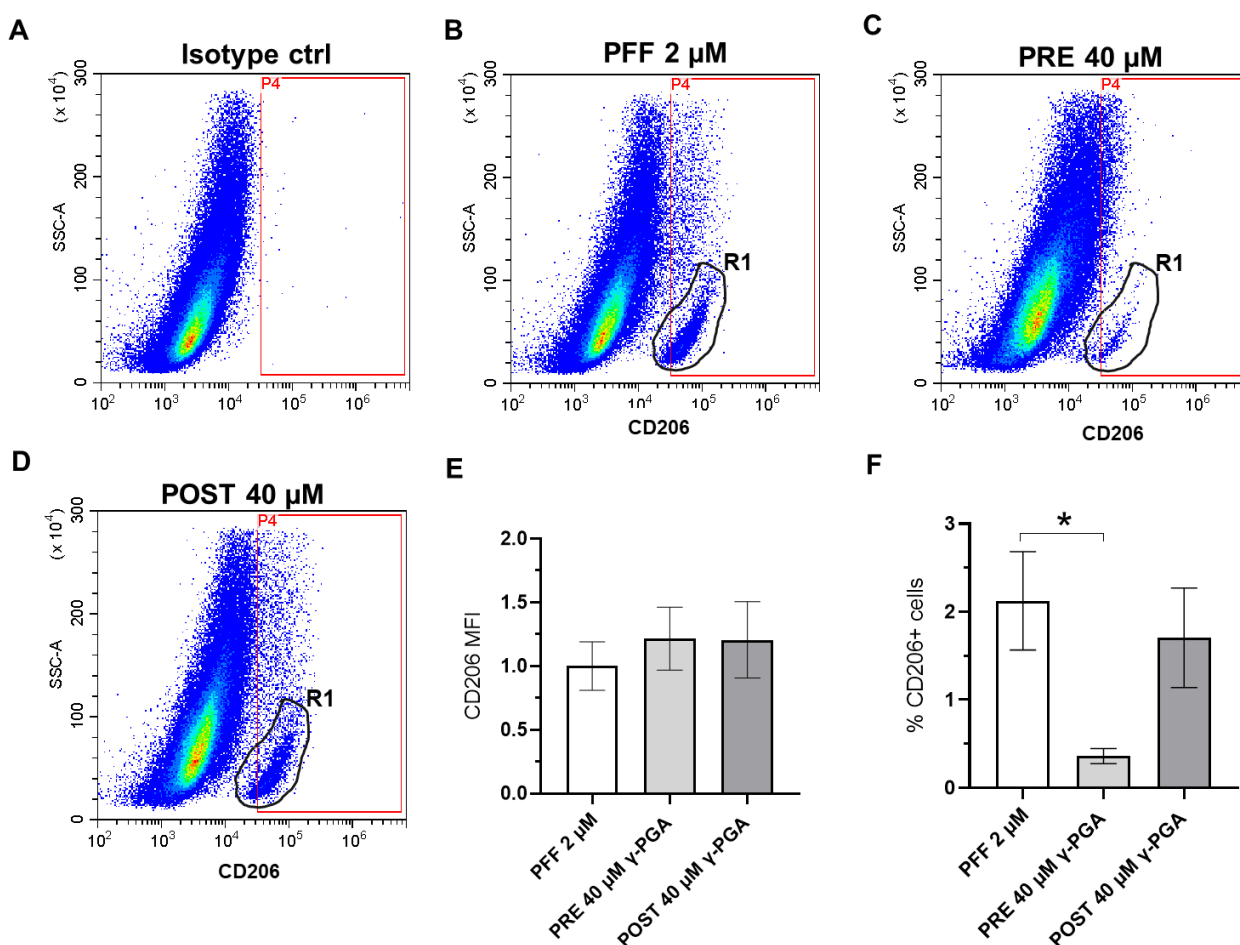 A
Isotype ctrl
(x 10⁴)
SSC-A
300
200
100
0
P4
10² 10³ 10⁴ 10⁵ 10⁶
B
PFF 2 µM
(x 10⁴)
SSC-A
300
200
100
0
P4
R1
10² 10³ 10⁴ 10⁵ 10⁶
CD206
C
PRE 40 µM
(x 10⁴)
SSC-A
300
200
100
0
P4
R1
10² 10³ 10⁴ 10⁵ 10⁶
CD206
D
POST 40 µM
(x 10⁴)
SSC-A
300
200
100
0
P4
R1
10² 10³ 10⁴ 10⁵ 10⁶
CD206
E
CD206 MFI
2.0
1.5
1.0
0.5
0.0
PFF 2 µM
PRE 40 µM γ-PGA
POST 40 µM γ-PGA
F
% CD206+ cells
3
2
1
0
*
PFF 2 µM
PRE 40 µM γ-PGA
POST 40 µM γ-PGA